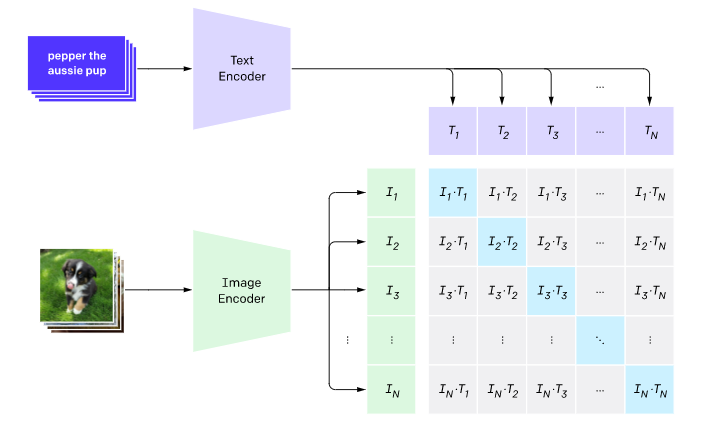 pepper the
aussie pup
Text
Encoder
...
T1 T2 T3 ... TN
I1 I1·T1 I1·T2 I1·T3 ... I1·TN
I2 I2·T1 I2·T2 I2·T3 ... I2·TN
Image
Encoder
I3 I3·T1 I3·T2 I3·T3 ... I3·TN
⋮ ⋮ ⋮ ⋮ ⋮ ⋱ ⋮
IN IN·T1 IN·T2 IN·T3 ... IN·TN